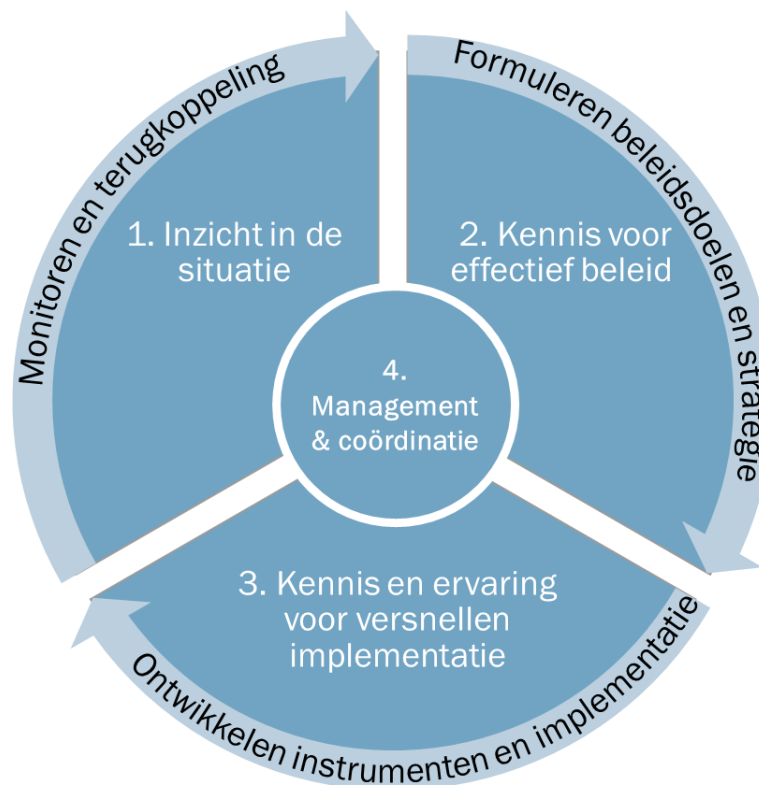 Monitoren en terugkoppeling
Formuleren beleidsdoelen en strategie
1. Inzicht in de
situatie
2. Kennis voor
effectief beleid
4.
Management
& coördinatie
3. Kennis en ervaring
voor versnellen
implementatie
Ontwikkelen instrumenten en implementatie